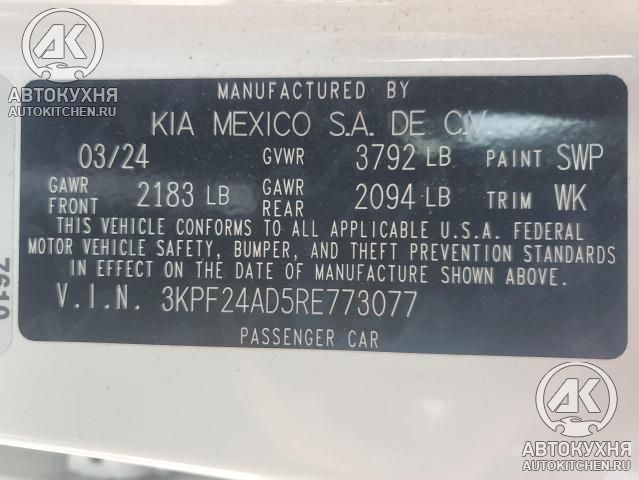 АК
АВТОКУХНЯ
AUTOKITCHEN.RU
MANUFACTURED BY
KIA MEXICO S.A. DE C.V
03/24 GVWR 3792 LB PAINT SWP
GAWR FRONT 2183 LB GAWR REAR 2094 LB TRIM WK
THIS VEHICLE CONFORMS TO ALL APPLICABLE U.S.A. FEDERAL
MOTOR VEHICLE SAFETY, BUMPER, AND THEFT PREVENTION STANDARDS
IN EFFECT ON THE DATE OF MANUFACTURE SHOWN ABOVE.
V.I.N. 3KPF24AD5RE773077
PASSENGER CAR
АК
АВТОКУХНЯ
AUTOKITCHEN.RU